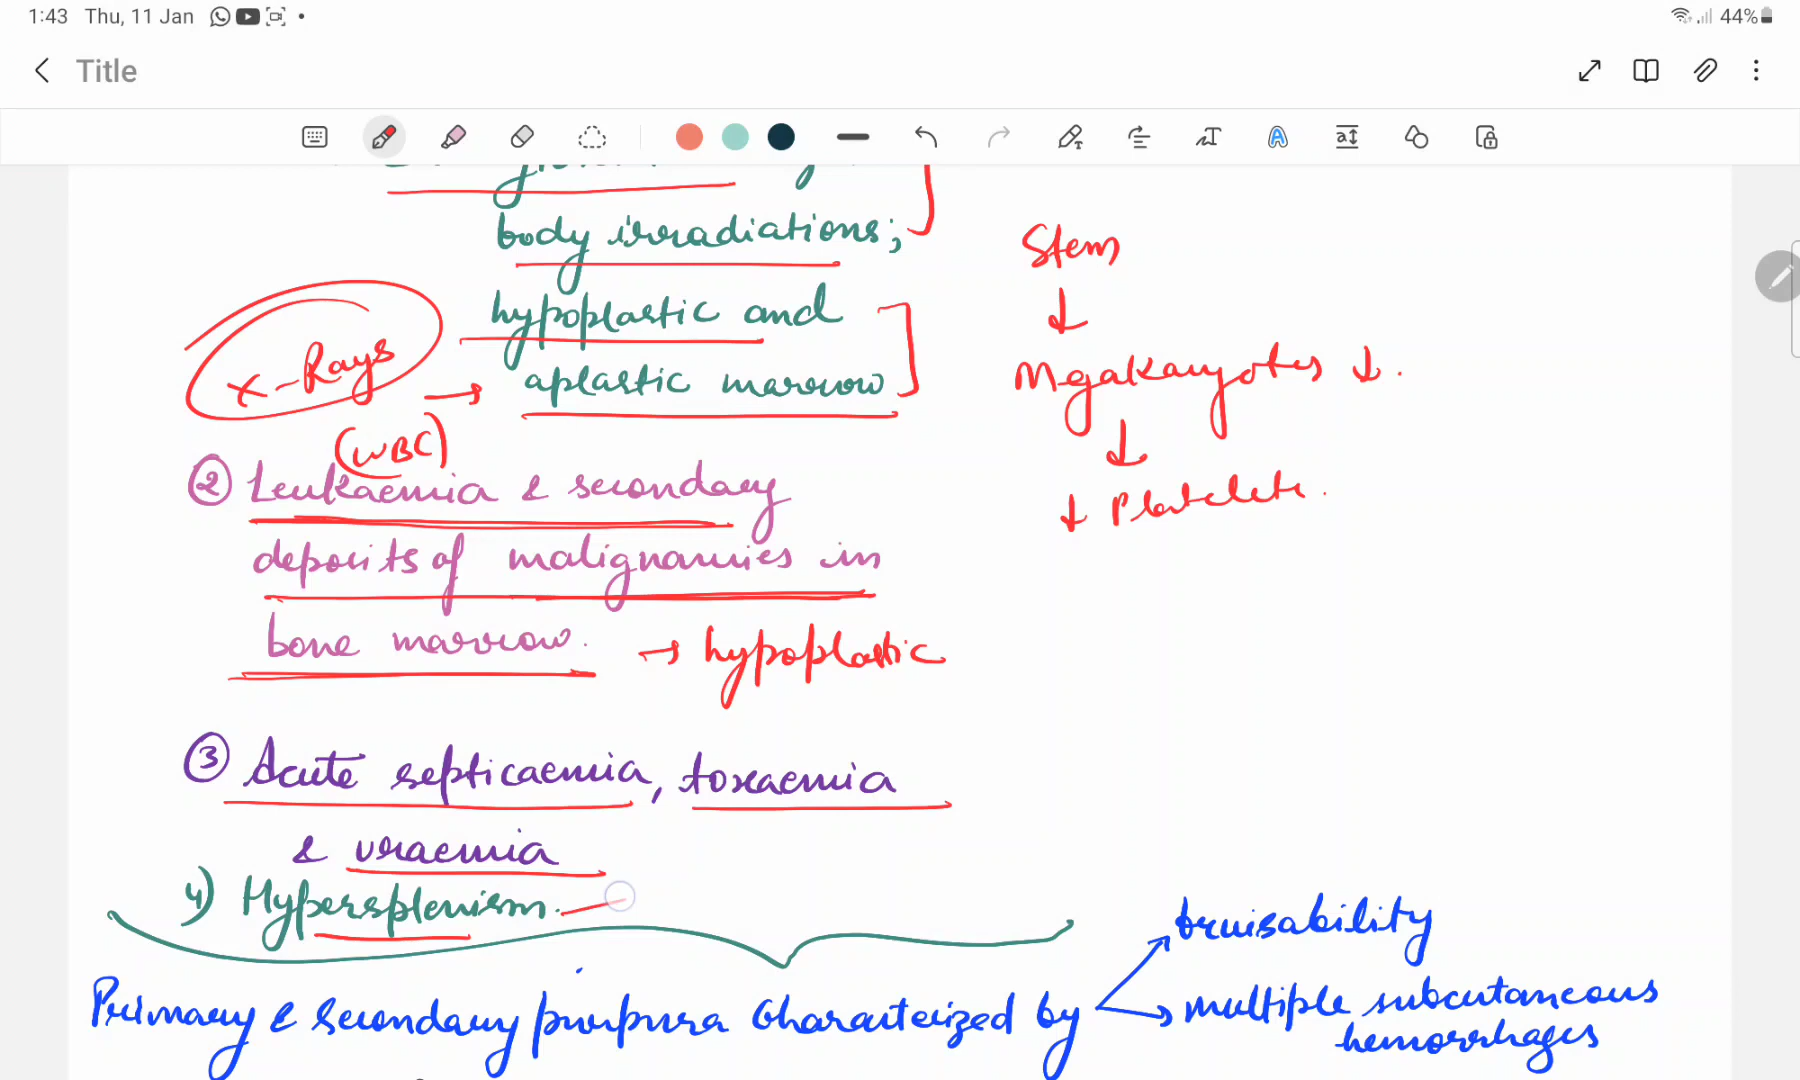 1:43 Thu, 11 Jan
44%
Title
body irradiations;
hypoplastic and
aplastic marrow
X-Rays
(WBC)
② Leukaemia & secondary
deposits of malignancies in
bone marrow. → hypoplastic
③ Acute septicaemia, toxaemia
& uraemia
4) Hypersplenism.
Primary & secondary purpura characterized by
bruisability
multiple subcutaneous
hemorrhages
Stem
↓
Mgakaryotes ↓.
↓
↓ Platelets.